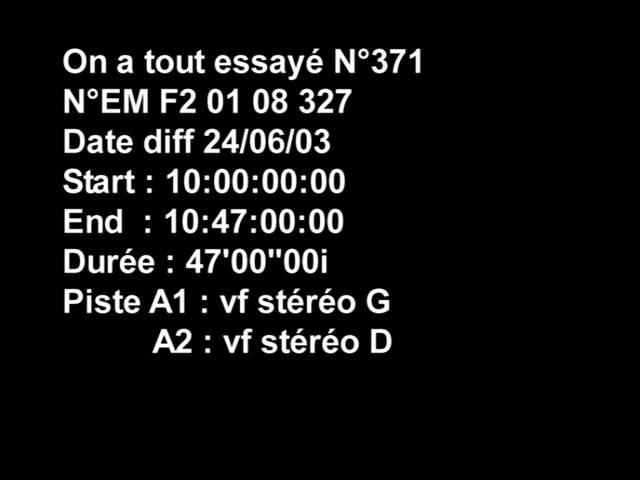 On a tout essayé N°371
N°EM F2 01 08 327
Date diff 24/06/03
Start : 10:00:00:00
End : 10:47:00:00
Durée : 47'00''00i
Piste A1 : vf stéréo G
A2 : vf stéréo D